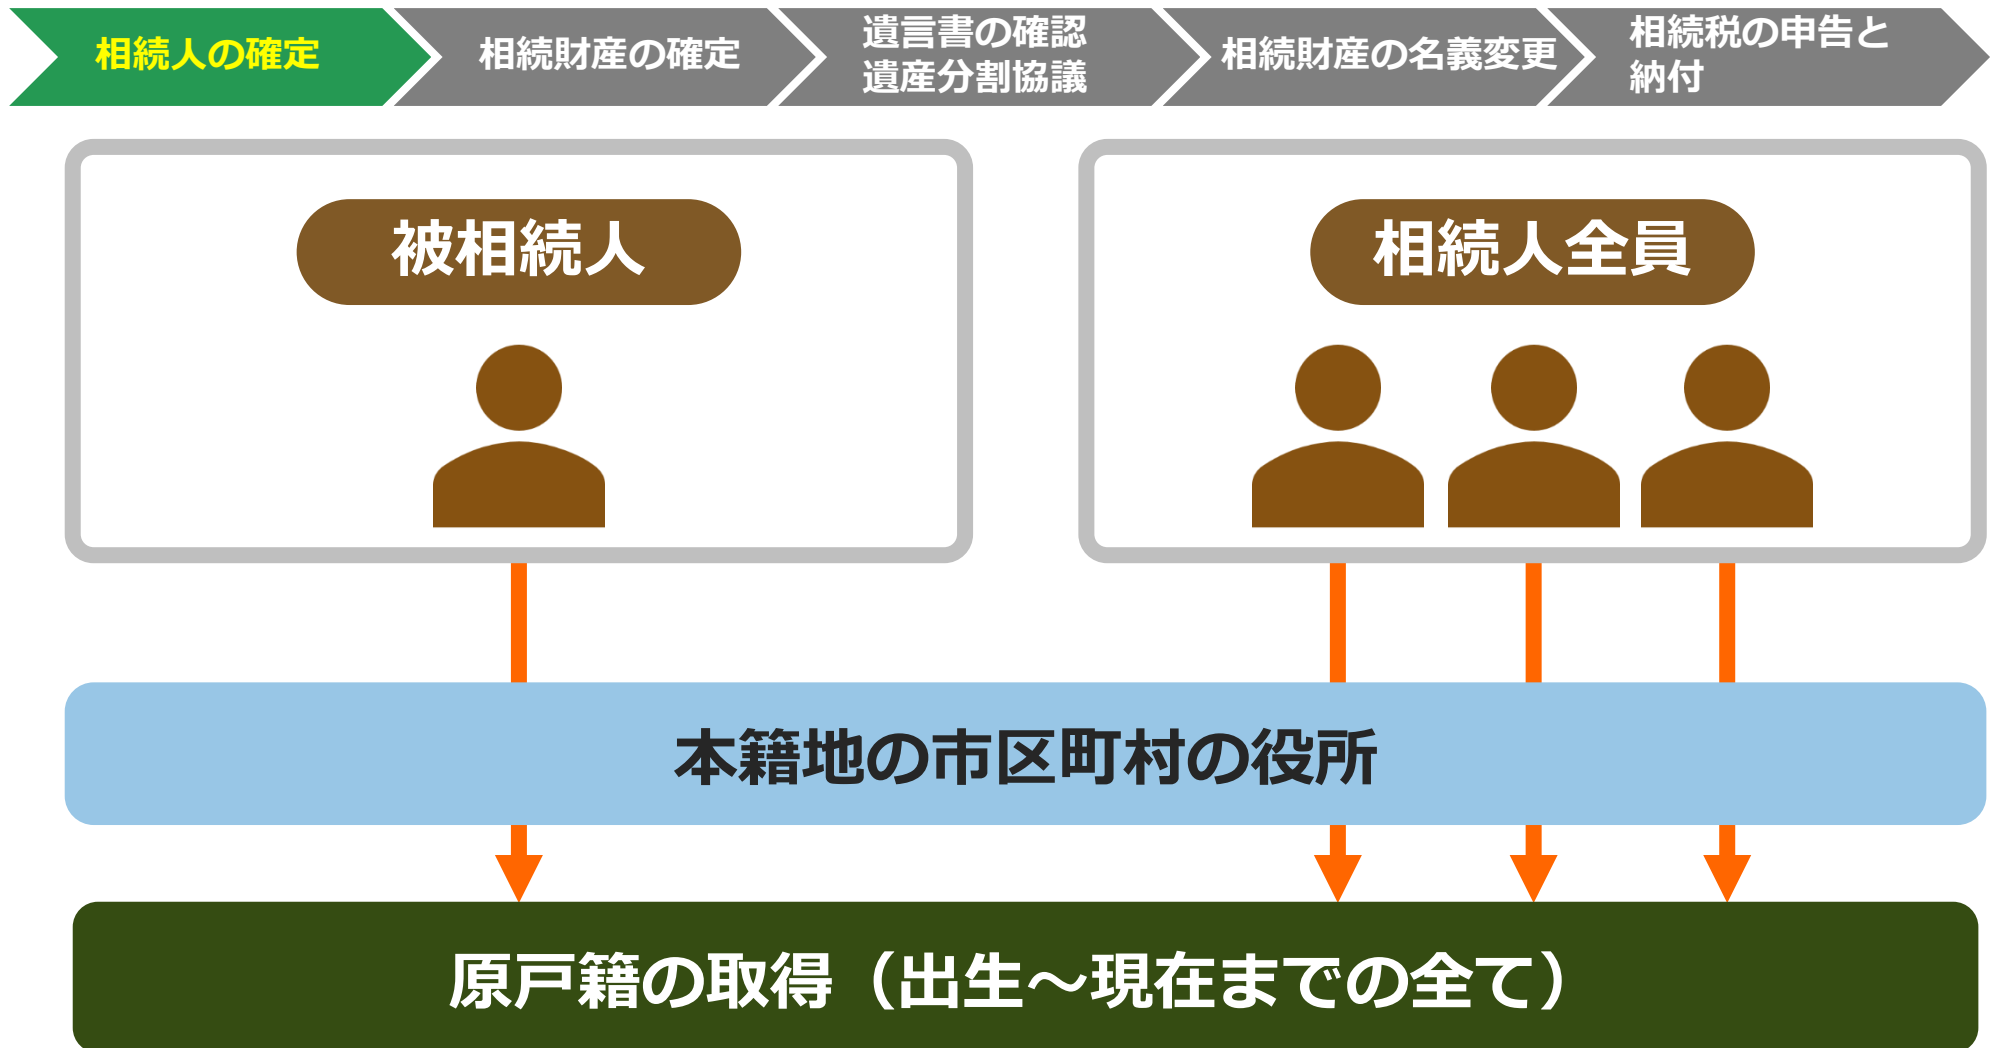 相続人の確定
相続財産の確定
遺言書の確認
遺産分割協議
相続財産の名義変更
相続税の申告と
納付
被相続人
相続人全員
本籍地の市区町村の役所
原戸籍の取得（出生～現在までの全て）